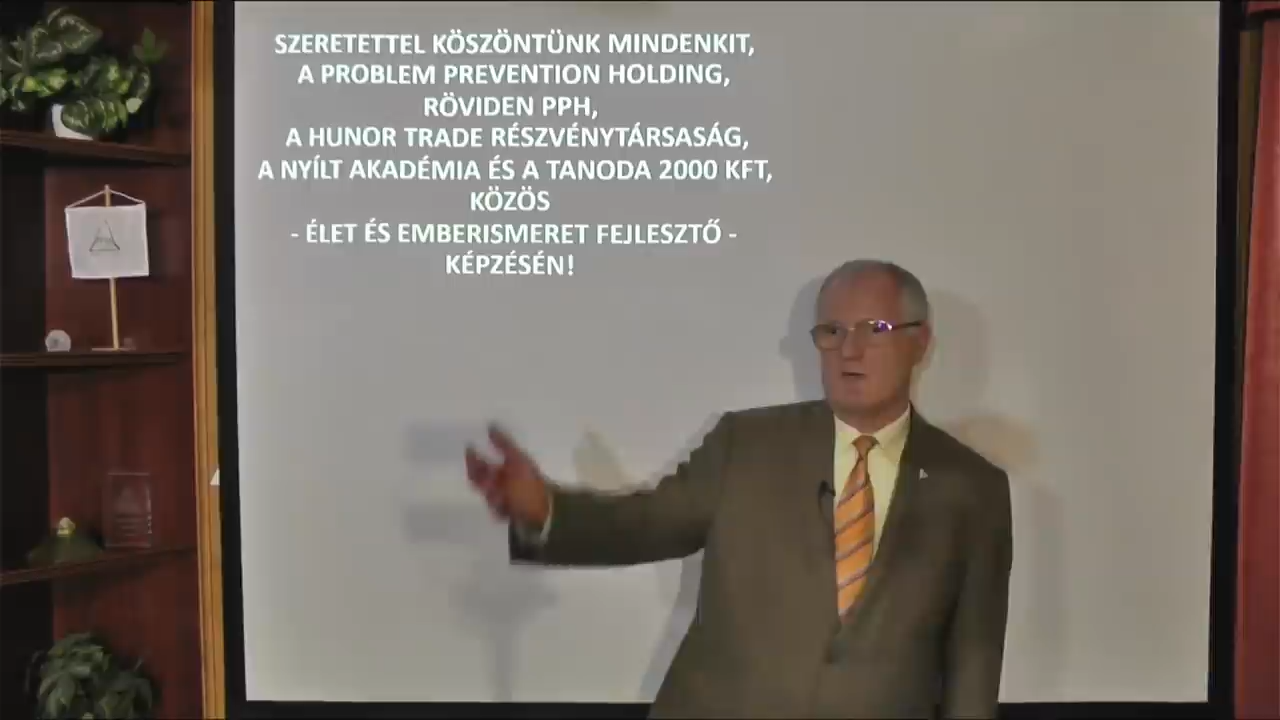 SZERETETTEL KÖSZÖNTÜNK MINDENKIT,
A PROBLEM PREVENTION HOLDING,
RÖVIDEN PPH,
A HUNOR TRADE RÉSZVÉNYTÁRSASÁG,
A NYÍLT AKADÉMIA ÉS A TANODA 2000 KFT,
KÖZÖS
- ÉLET ÉS EMBERISMERET FEJLESZTŐ -
KÉPZÉSÉN!